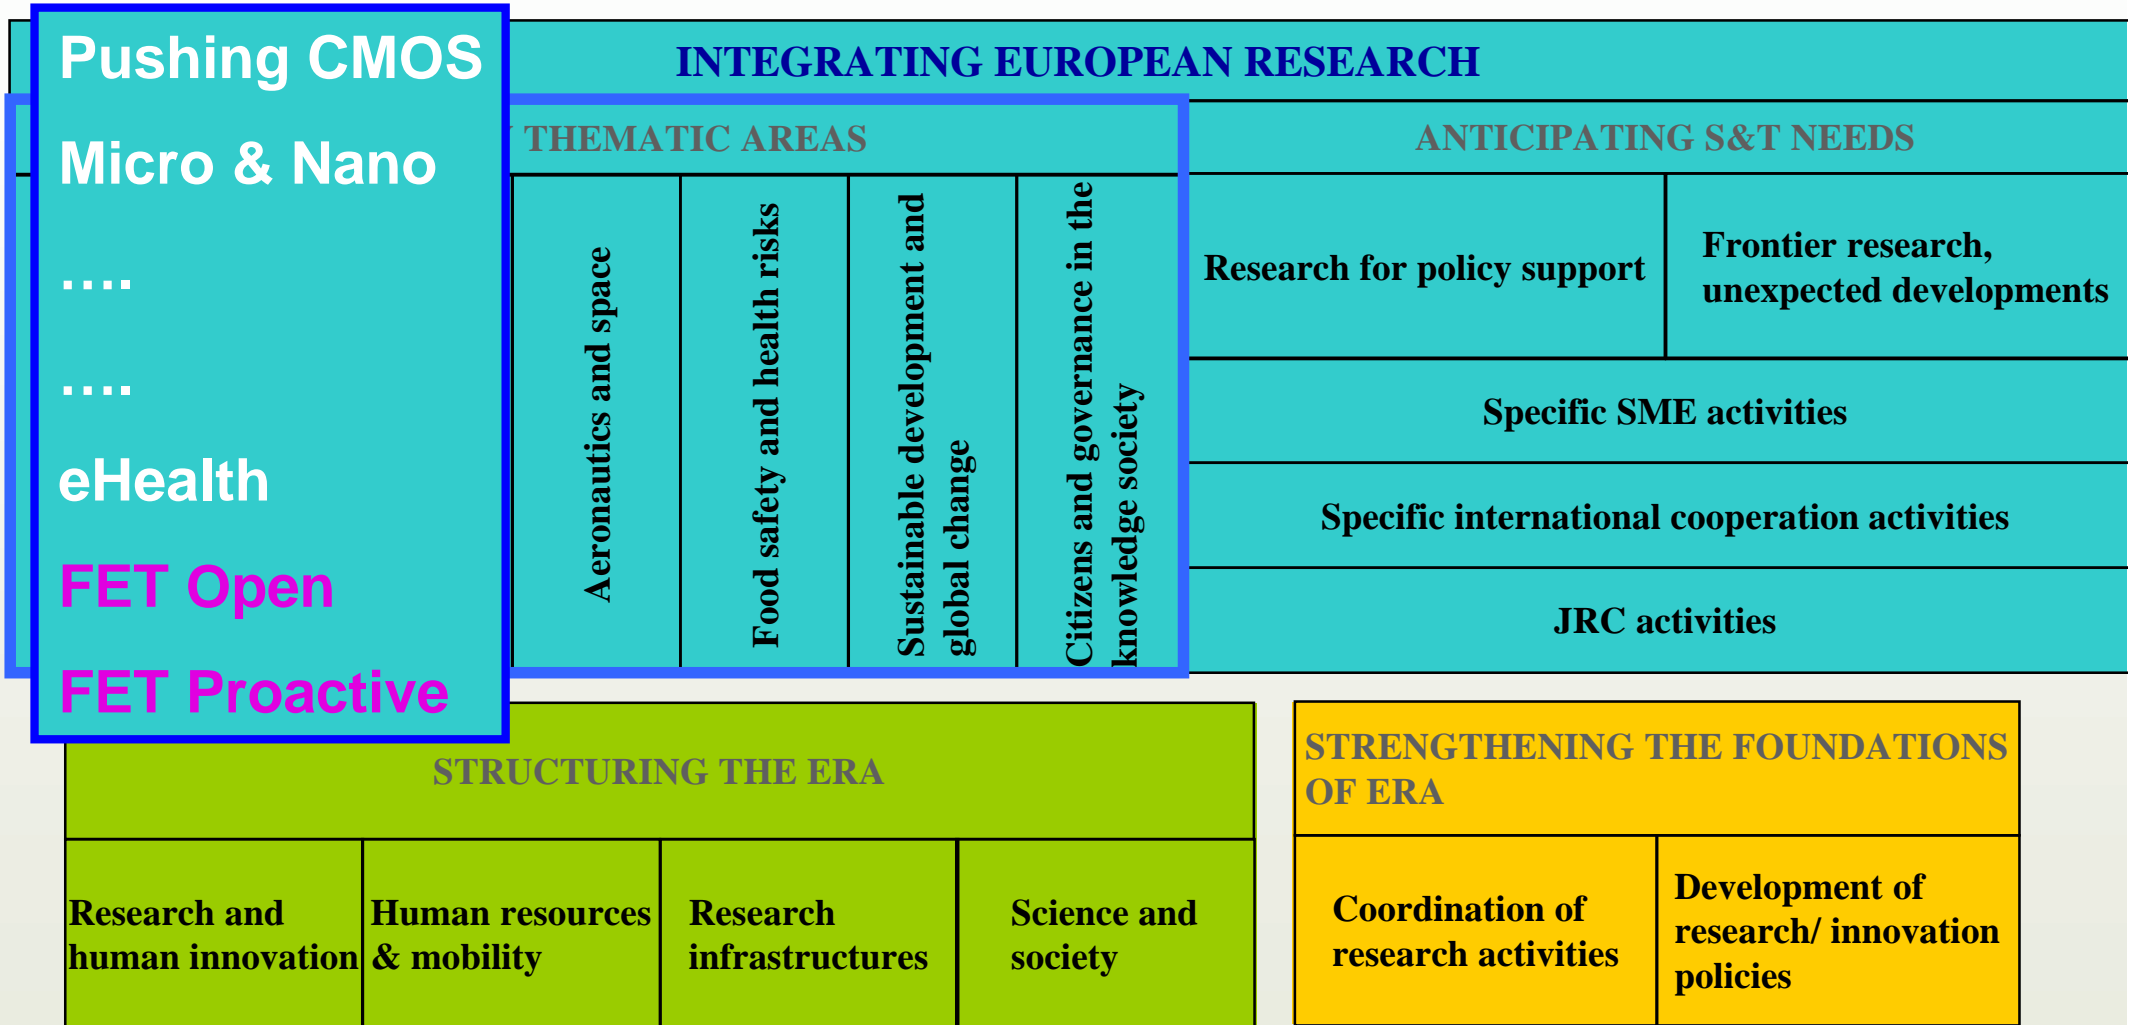 Pushing CMOS
Micro & Nano
....
....
eHealth
FET Open
FET Proactive
INTEGRATING EUROPEAN RESEARCH
THEMATIC AREAS
Aeronautics and space
Food safety and health risks
Sustainable development and
global change
Citizens and governance in the
knowledge society
ANTICIPATING S&T NEEDS
Research for policy support
Frontier research,
unexpected developments
Specific SME activities
Specific international cooperation activities
JRC activities
STRUCTURING THE ERA
Research and
human innovation
Human resources
& mobility
Research
infrastructures
Science and
society
STRENGTHENING THE FOUNDATIONS
OF ERA
Coordination of
research activities
Development of
research/ innovation
policies